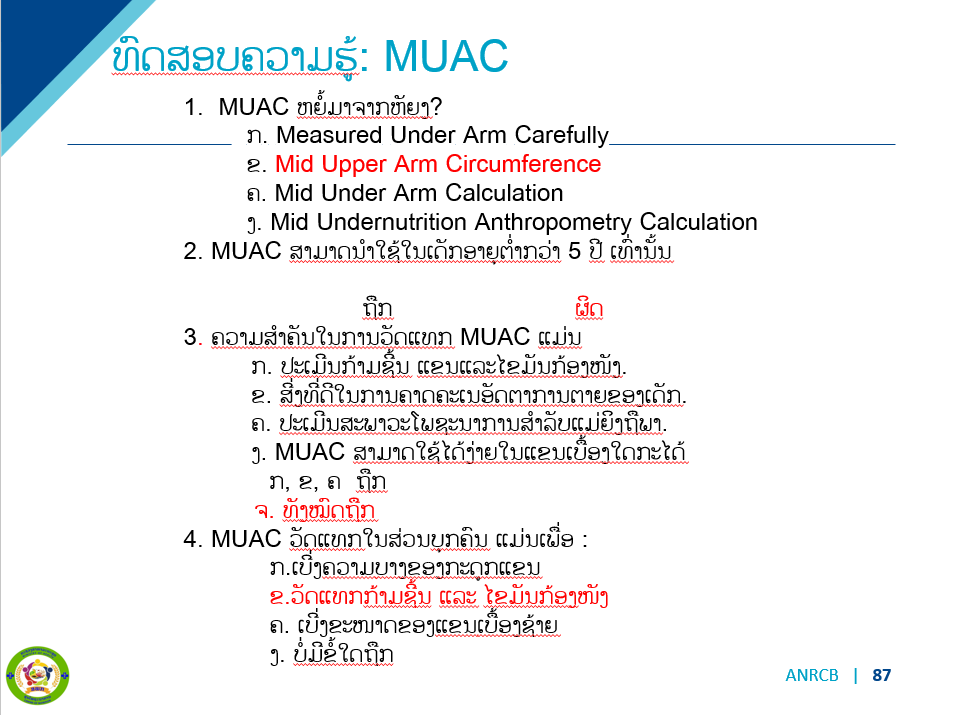 ທົດສອບຄວາມຮູ້: MUAC
1. MUAC ຫຍໍ້ມາຈາກຫັຍງ?
ກ. Measured Under Arm Carefully
ຂ. Mid Upper Arm Circumference
ຄ. Mid Under Arm Calculation
ງ. Mid Undernutrition Anthropometry Calculation
2. MUAC ສາມາດນຳໃຊ້ໃນເດັກອາຍຸຕ່ຳກວ່າ 5 ປີ ເທົ່ານັ້ນ
ຖືກ ຜິດ
3. ຄວາມສຳຄັນໃນການວັດແທກ MUAC ແມ່ນ
ກ. ປະເມີນກ້າມຊີ້ນ ແຂນແລະໄຂມັນກ້ອງໜັງ.
ຂ. ສິ່ງທີ່ດີໃນການຄາດຄະເນອັດຕາການຕາຍຂອງເດັກ.
ຄ. ປະເມີນສະພາວະໂພຊະນາການສຳລັບແມ່ຍິງຖືພາ.
ງ. MUAC ສາມາດໃຊ້ໄດ້ງ່າຍໃນແຂນເບື້ອງໃດກະໄດ້
ກ, ຂ, ຄ ຖືກ
ຈ. ທັງໝົດຖືກ
4. MUAC ວັດແທກໃນສ່ວນບຸກຄົນ ແມ່ນເພື່ອ :
ກ.ເບິ່ງຄວາມບາງຂອງກະດຸກແຂນ
ຂ.ວັດແທກກ້າມຊີ້ນ ແລະ ໄຂມັນກ້ອງໜັງ
ຄ. ເບິ່ງຂະໜາດຂອງແຂນເບື້ອງຊ້າຍ
ງ. ບໍ່ມີຂໍ້ໃດຖືກ
ANRCB | 87